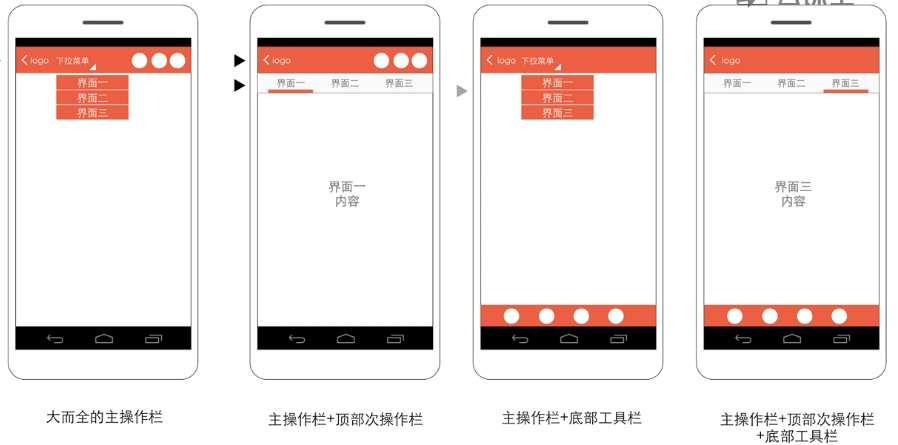 logo 下拉菜单
界面一
界面二
界面三
大而全的主操作栏
logo
界面一 界面二 界面三
界面一
内容
主操作栏+顶部次操作栏
logo 下拉菜单
界面一
界面二
界面三
主操作栏+底部工具栏
logo
界面一 界面二 界面三
界面三
内容
主操作栏+顶部次操作栏
+底部工具栏